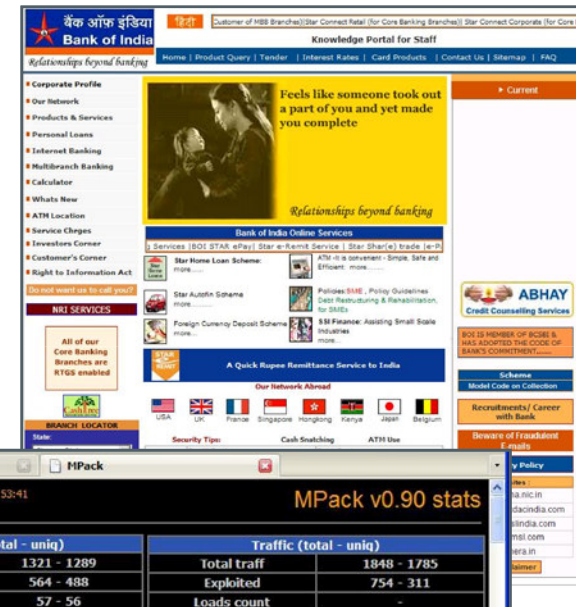 बैंक ऑफ इंडिया
Bank of India
Relationships beyond banking
हिंदी
Customer of MBB Branches)|Star Connect Retail (for Core Banking Branches)| Star Connect Corporate (for Core
Knowledge Portal for Staff
Home | Product Query | Tender | Interest Rates | Card Products | Contact Us | Sitemap | FAQ
Corporate Profile
Our Network
Products & Services
Personal Loans
Internet Banking
Multibranch Banking
Calculator
Whats New
ATM Location
Service Chrges
Investors Corner
Customer's Corner
Right to Information Act
Do not want us to call you?
NRI SERVICES
All of our
Core Banking
Branches are
RTGS enabled
CashTree
BRANCH LOCATOR
State:
Feels like someone took out
a part of you and yet made
you complete
Relationships beyond banking
Bank of India Online Services
Services |BOI STAR ePay| Star e-Remit Service | Star Shar(e) trade |e-P
Star Home Loan Scheme:
more.....
ATM -It is convenient - Simple, Safe and
Efficient more....
Star Autofin Scheme
more...
Policies:SME , Policy Guidelines
Debt Restructuring & Rehabilitation,
for SMEs
Foreign Currency Deposit Scheme
more...
SSI Finance: Assisting Small Scale
Industries
more...
STAR
REMIT
A Quick Rupee Remittance Service to India
Our Network Abroad
USA UK France Singapore Hongkong Kenya Japan Belgium
Security Tips: Cash Snatching ATM Use
Current
ABHAY
Credit Counselling Services
BOI IS MEMBER OF BCSBI &
HAS ADOPTED THE CODE OF
BANK'S COMMITMENT......
Scheme
Model Code on Collection
Recruitments/ Career
with Bank
Beware of Fraudulent
E-mails
y Policy
ites :
na.nic.in
dacindia.com
slindia.com
msl.com
era.in
laimer
MPack
53:41
MPack v0.90 stats
tal - uniq)
1321 - 1289
564 - 488
57 - 56
Traffic (total - uniq)
Total traff 1848 - 1785
Exploited 754 - 311
Loads count -